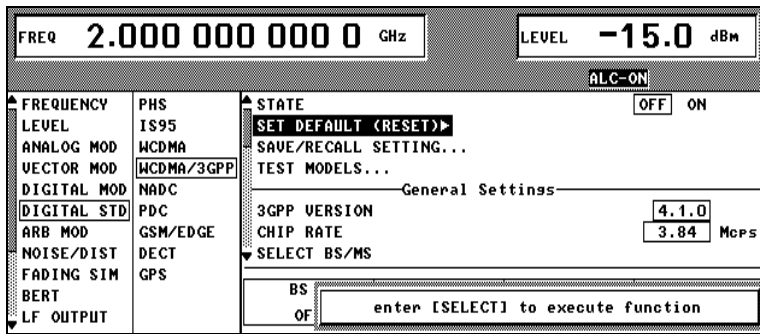 FREQ 2.000 000 000 0 GHz LEVEL -15.0 dBm
ALC-ON
FREQUENCY
LEVEL
ANALOG MOD
VECTOR MOD
DIGITAL MOD
DIGITAL STD
ARB MOD
NOISE/DIST
FADING SIM
BERT
LF OUTPUT
PHS
IS95
WCDMA
WCDMA/3GPP
NADC
PDC
GSM/EDGE
DECT
GPS
STATE OFF ON
SET DEFAULT (RESET)▶
SAVE/RECALL SETTING...
TEST MODELS...
General Settings
3GPP VERSION 4.1.0
CHIP RATE 3.84 Mcps
SELECT BS/MS
BS
OF
enter [SELECT] to execute function